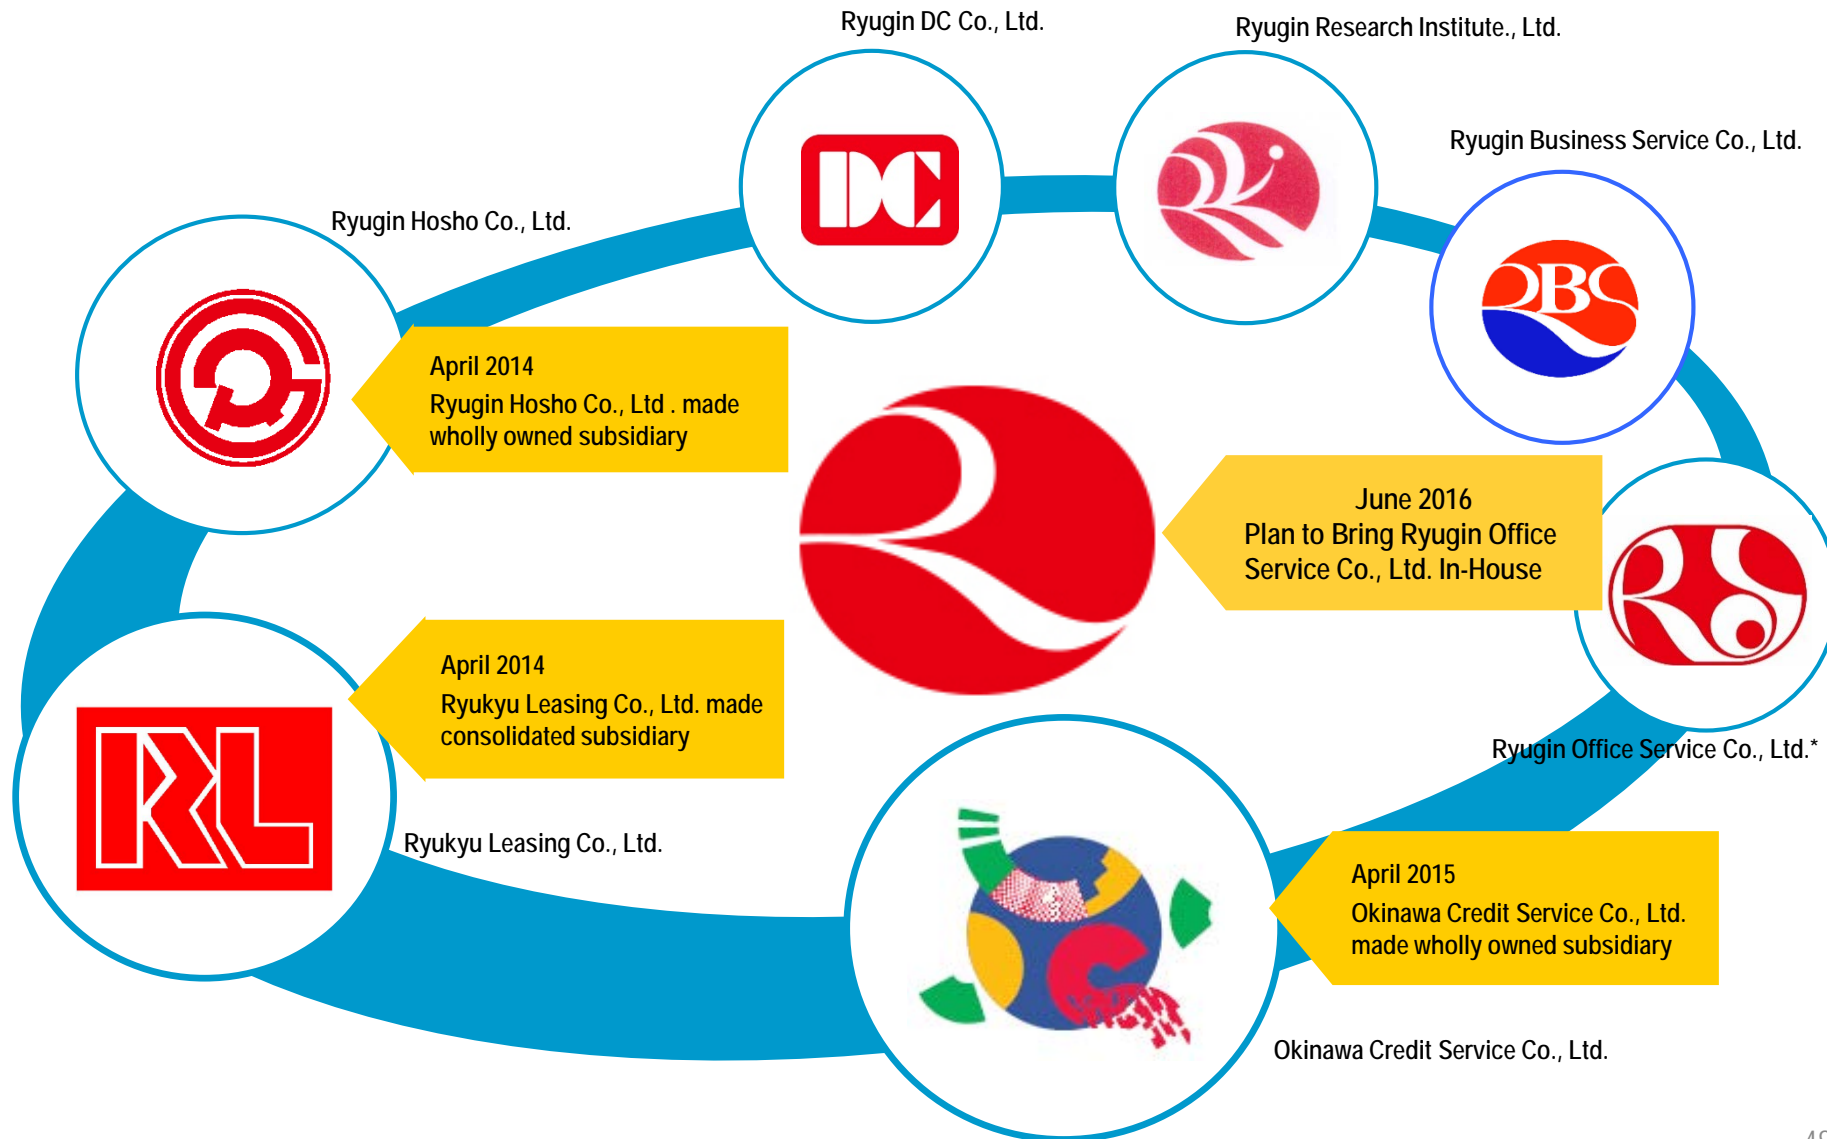 Ryugin DC Co., Ltd.
Ryugin Research Institute., Ltd.
Ryugin Business Service Co., Ltd.
Ryugin Hosho Co., Ltd.
DC
RBS
April 2014
Ryugin Hosho Co., Ltd . made
wholly owned subsidiary
June 2016
Plan to Bring Ryugin Office
Service Co., Ltd. In-House
April 2014
Ryukyu Leasing Co., Ltd. made
consolidated subsidiary
RL
Ryugin Office Service Co., Ltd.*
Ryukyu Leasing Co., Ltd.
April 2015
Okinawa Credit Service Co., Ltd.
made wholly owned subsidiary
Okinawa Credit Service Co., Ltd.